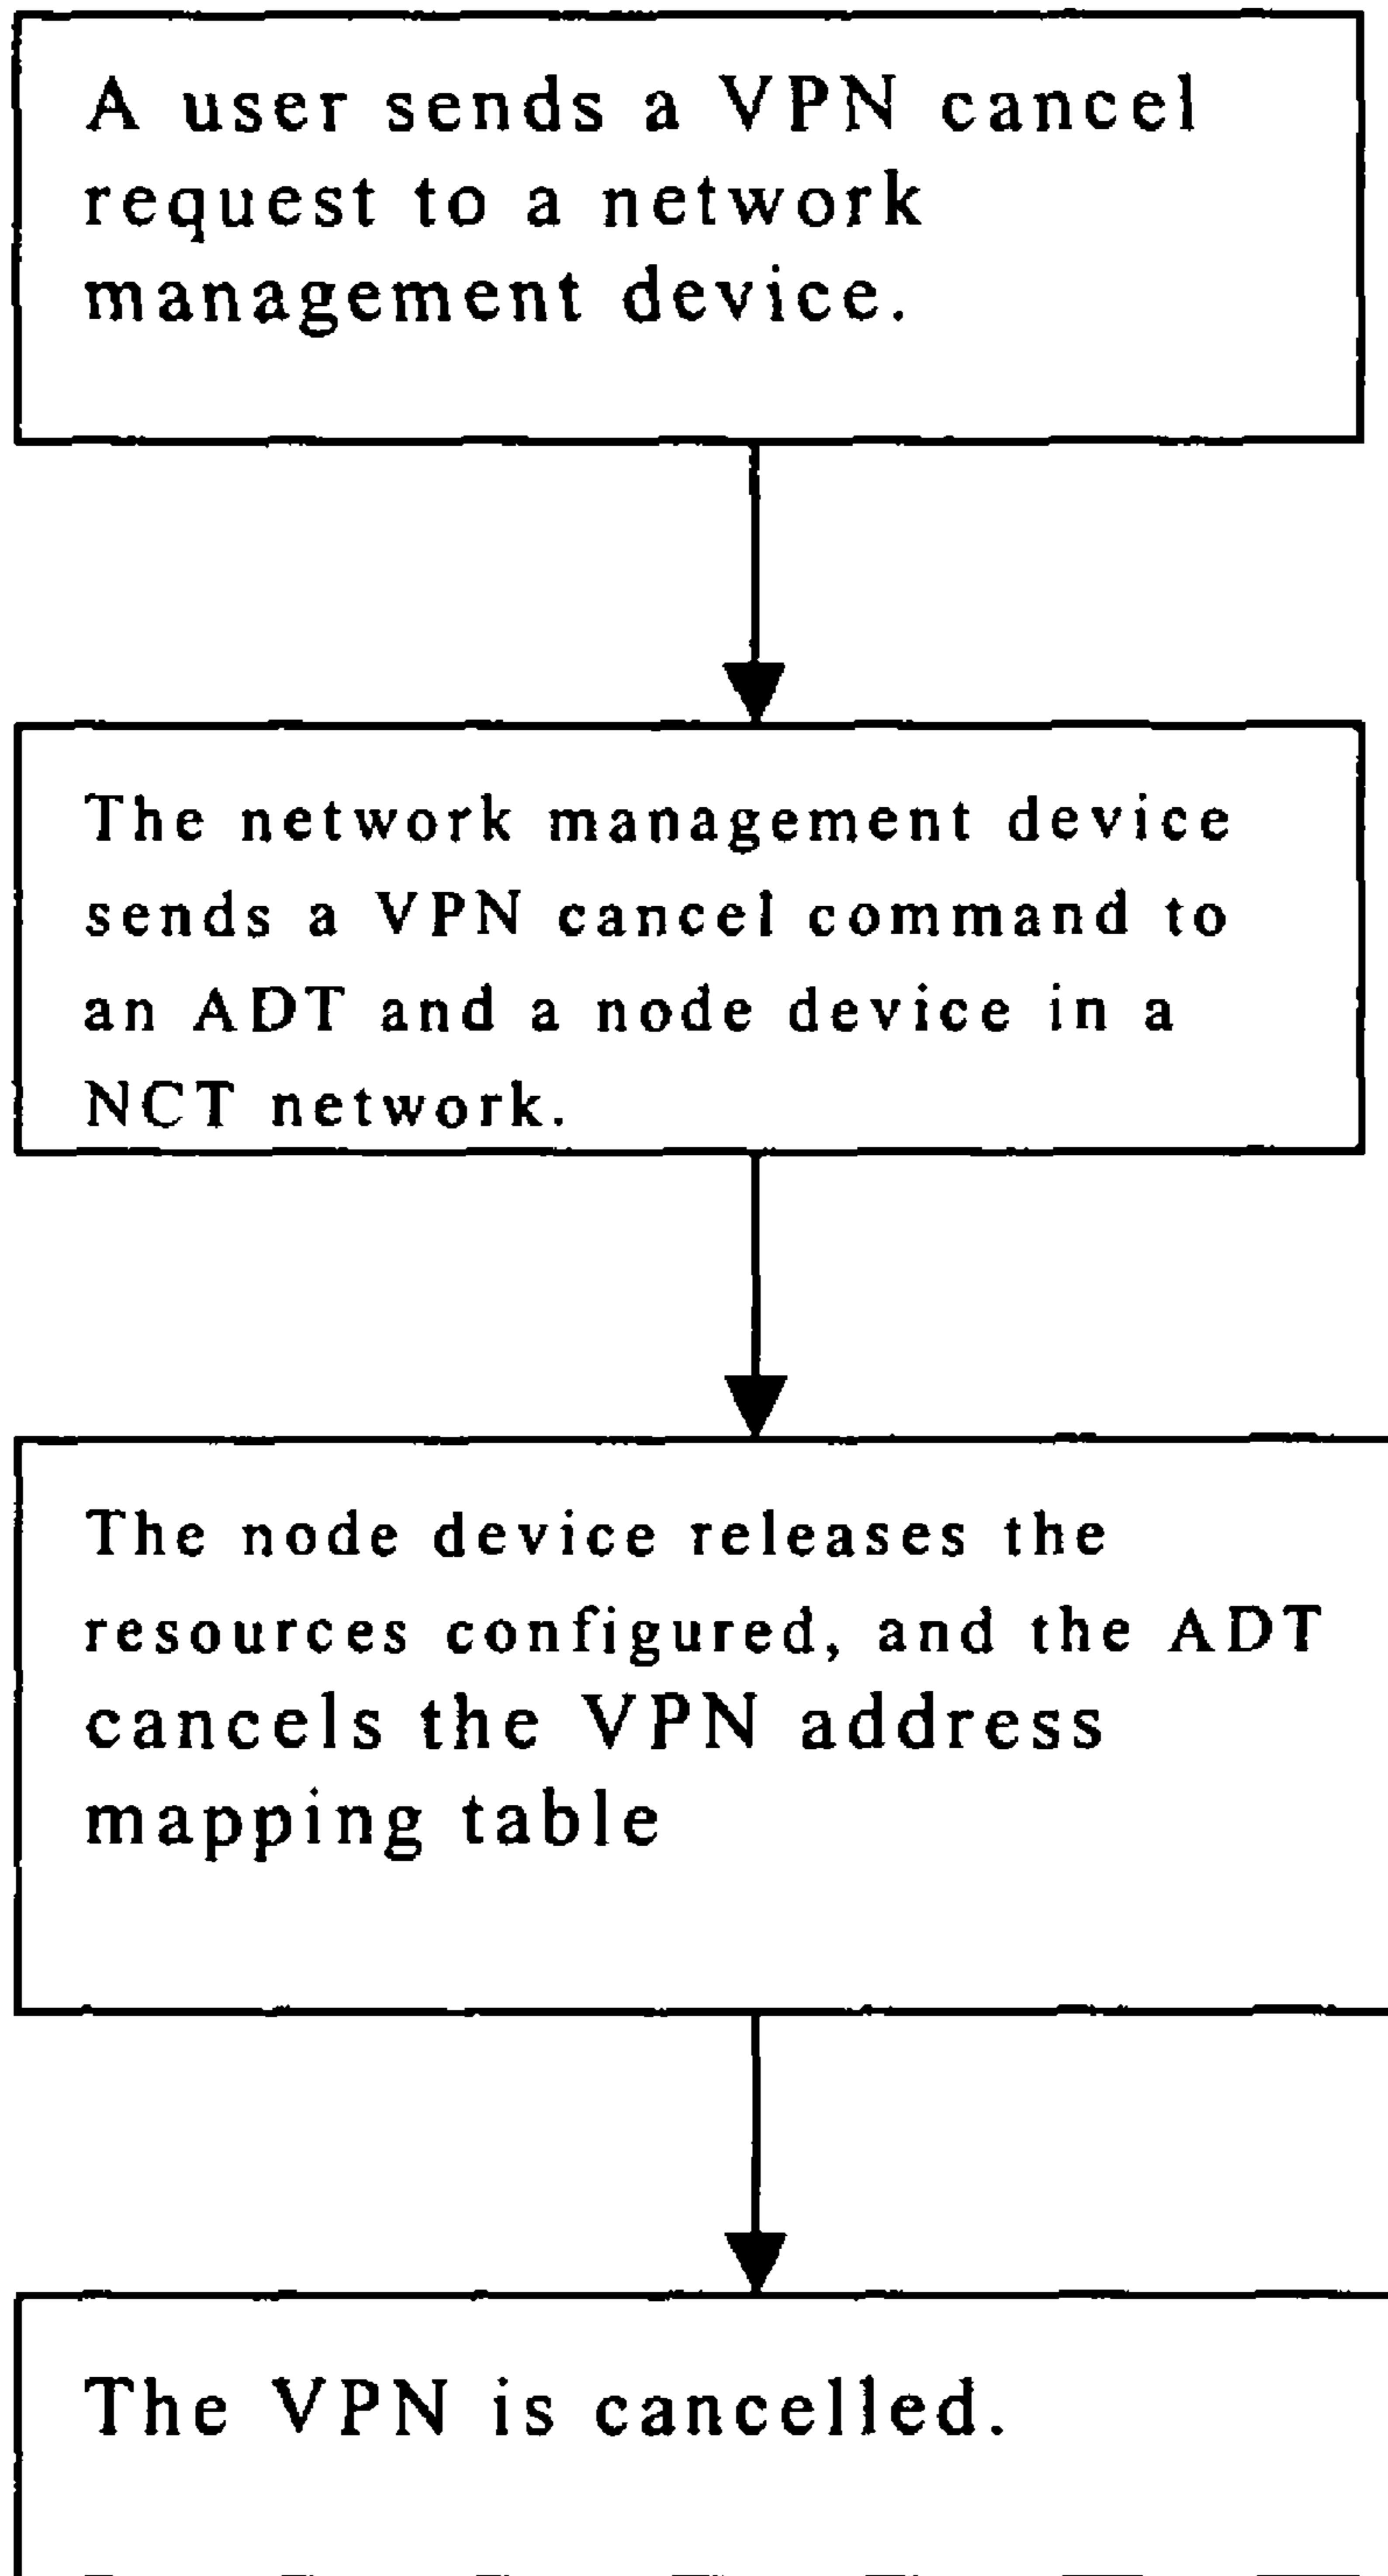 A user sends a VPN cancel
request to a network
management device.
The network management device
sends a VPN cancel command to
an ADT and a node device in a
NCT network.
The node device releases the
resources configured, and the ADT
cancels the VPN address
mapping table
The VPN is cancelled.